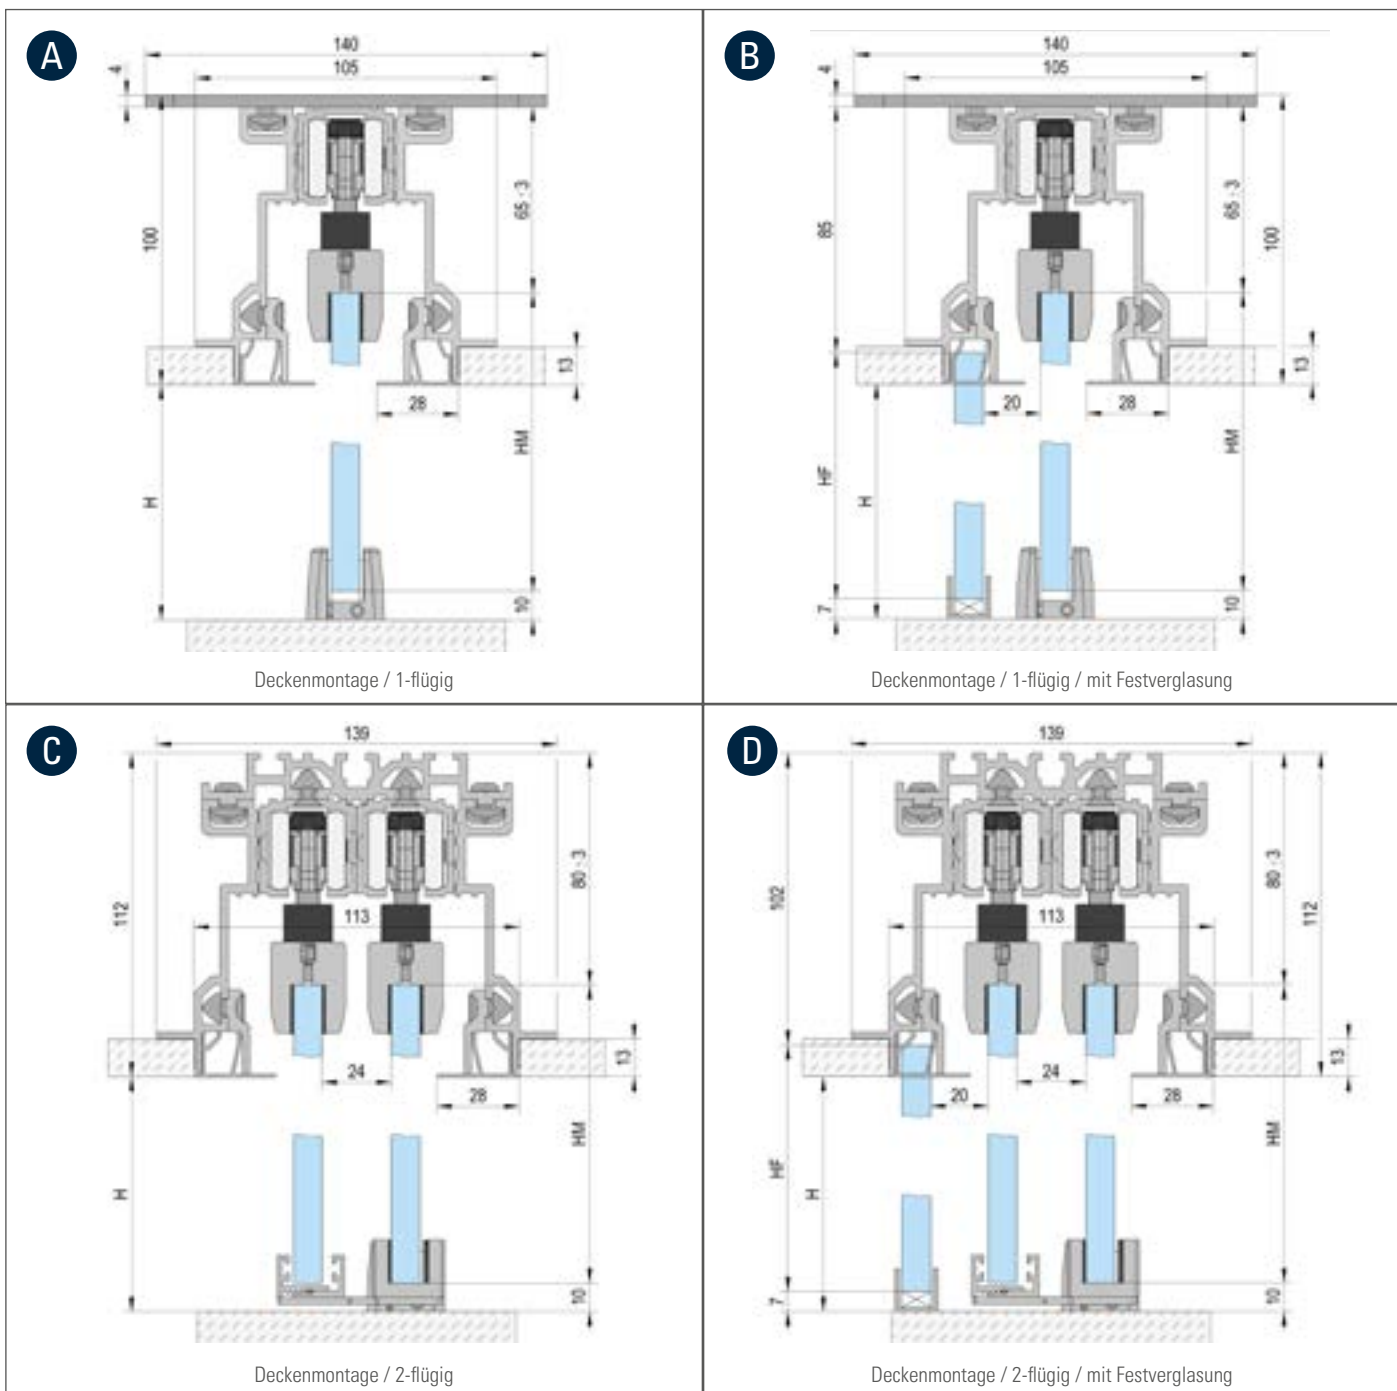 A
140
105
4
100
65 - 3
13
28
HM
H
10
Deckenmontage / 1-flügig
B
140
105
4
85
65 - 3
100
13
20
28
HF
H
HM
7
10
Deckenmontage / 1-flügig / mit Festverglasung
C
139
112
80 - 3
113
13
24
28
H
HM
10
Deckenmontage / 2-flügig
D
139
102
80 - 3
112
113
13
20
24
28
HF
H
HM
7
10
Deckenmontage / 2-flügig / mit Festverglasung